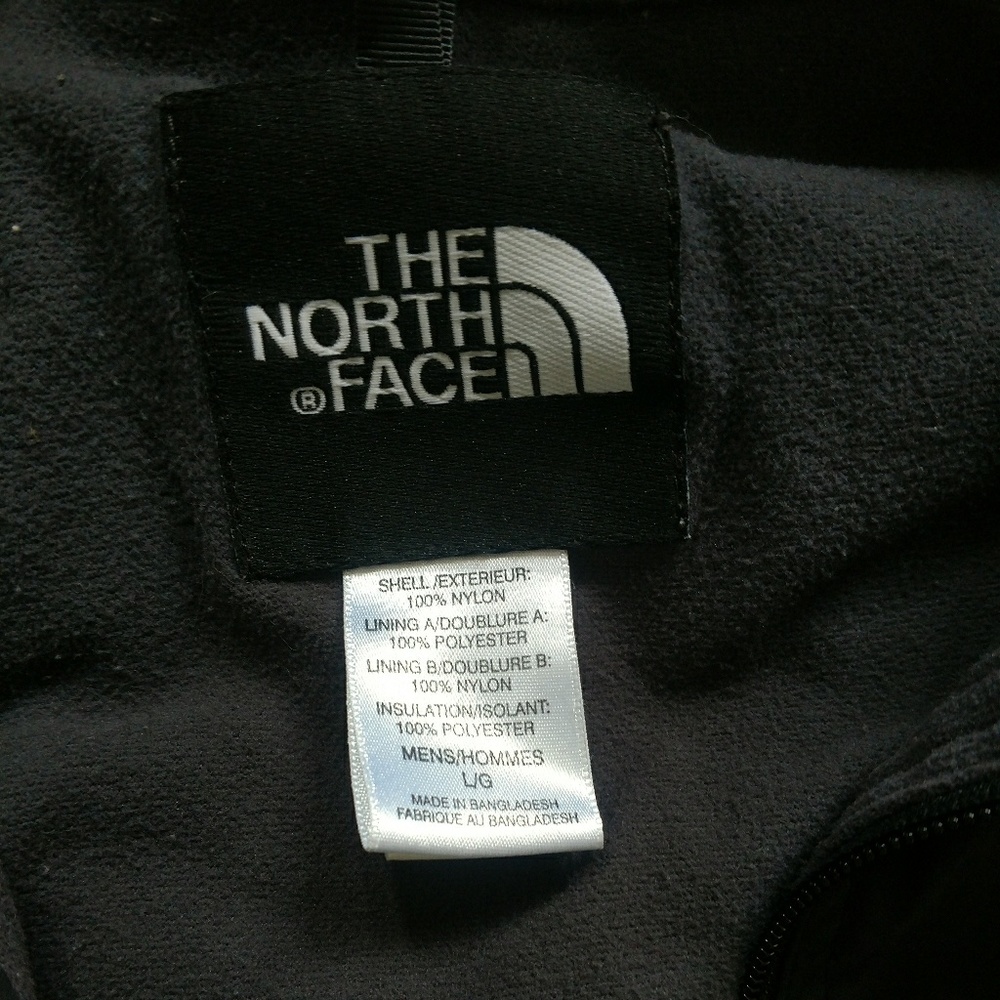 THE
NORTH
®FACE
SHELL/EXTERIEUR:
100% NYLON
LINING A/DOUBLURE A:
100% POLYESTER
LINING B/DOUBLURE B:
100% NYLON
INSULATION/ISOLANT:
100% POLYESTER
MENS/HOMMES
L/G
MADE IN BANGLADESH
FABRIQUE AU BANGLADESH